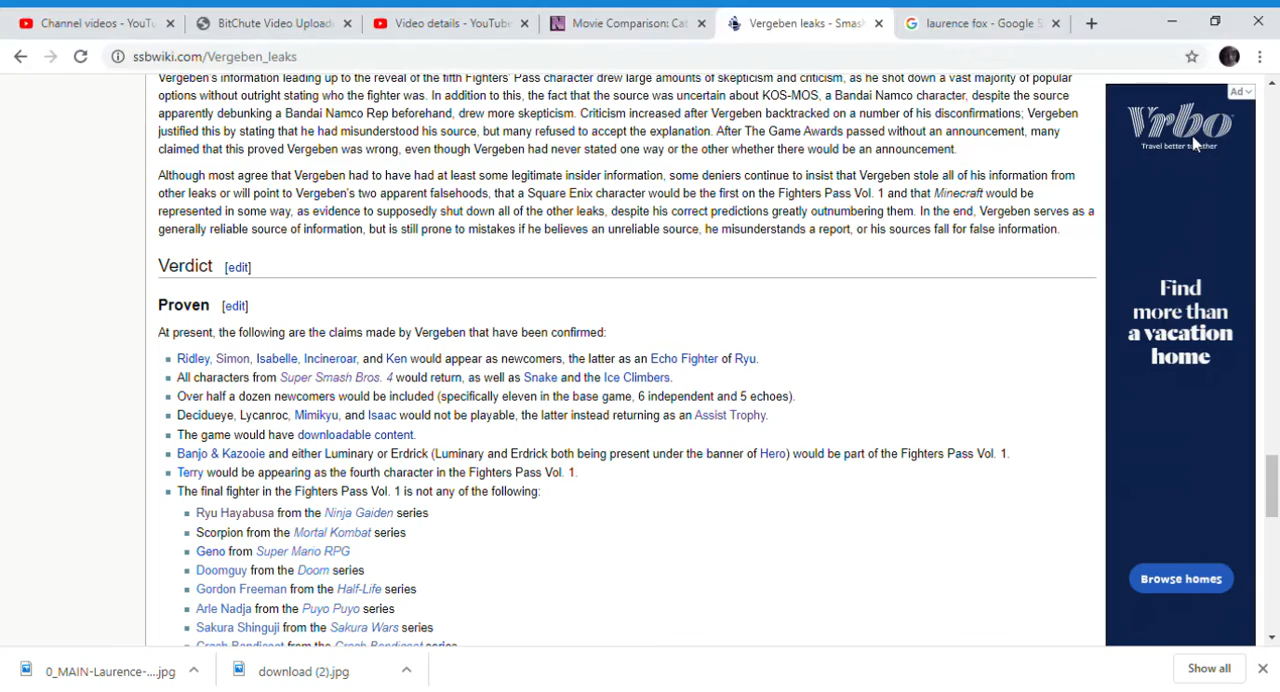 Channel videos - YouTu
BitChute Video Upload
Video details - YouTube
Movie Comparison: Cat
Vergeben leaks - Smash
laurence fox - Google S
ssbwiki.com/Vergeben_leaks
Vergeben's information leading up to the reveal of the fifth Fighters' Pass character drew large amounts of skepticism and criticism, as he shot down a vast majority of popular
options without outright stating who the fighter was. In addition to this, the fact that the source was uncertain about KOS-MOS, a Bandai Namco character, despite the source
apparently debunking a Bandai Namco Rep beforehand, drew more skepticism. Criticism increased after Vergeben backtracked on a number of his disconfirmations; Vergeben
justified this by stating that he had misunderstood his source, but many refused to accept the explanation. After The Game Awards passed without an announcement, many
claimed that this proved Vergeben was wrong, even though Vergeben had never stated one way or the other whether there would be an announcement.
Although most agree that Vergeben had to have had at least some legitimate insider information, some deniers continue to insist that Vergeben stole all of his information from
other leaks or will point to Vergeben's two apparent falsehoods, that a Square Enix character would be the first on the Fighters Pass Vol. 1 and that Minecraft would be
represented in some way, as evidence to supposedly shut down all of the other leaks, despite his correct predictions greatly outnumbering them. In the end, Vergeben serves as a
generally reliable source of information, but is still prone to mistakes if he believes an unreliable source, he misunderstands a report, or his sources fall for false information.
Verdict [edit]
Proven [edit]
At present, the following are the claims made by Vergeben that have been confirmed:
Ridley, Simon, Isabelle, Incineroar, and Ken would appear as newcomers, the latter as an Echo Fighter of Ryu.
All characters from Super Smash Bros. 4 would return, as well as Snake and the Ice Climbers.
Over half a dozen newcomers would be included (specifically eleven in the base game, 6 independent and 5 echoes).
Decidueye, Lycanroc, Mimikyu, and Isaac would not be playable, the latter instead returning as an Assist Trophy.
The game would have downloadable content.
Banjo & Kazooie and either Luminary or Erdrick (Luminary and Erdrick both being present under the banner of Hero) would be part of the Fighters Pass Vol. 1.
Terry would be appearing as the fourth character in the Fighters Pass Vol. 1.
The final fighter in the Fighters Pass Vol. 1 is not any of the following:
Ryu Hayabusa from the Ninja Gaiden series
Scorpion from the Mortal Kombat series
Geno from Super Mario RPG
Doomguy from the Doom series
Gordon Freeman from the Half-Life series
Arle Nadja from the Puyo Puyo series
Sakura Shinguji from the Sakura Wars series
Crash Bandicoot from the Crash Bandicoot series
Ad
Vrbo
Travel better together
Find
more than
a vacation
home
Browse homes
0_MAIN-Laurence-....jpg
download (2).jpg
Show all